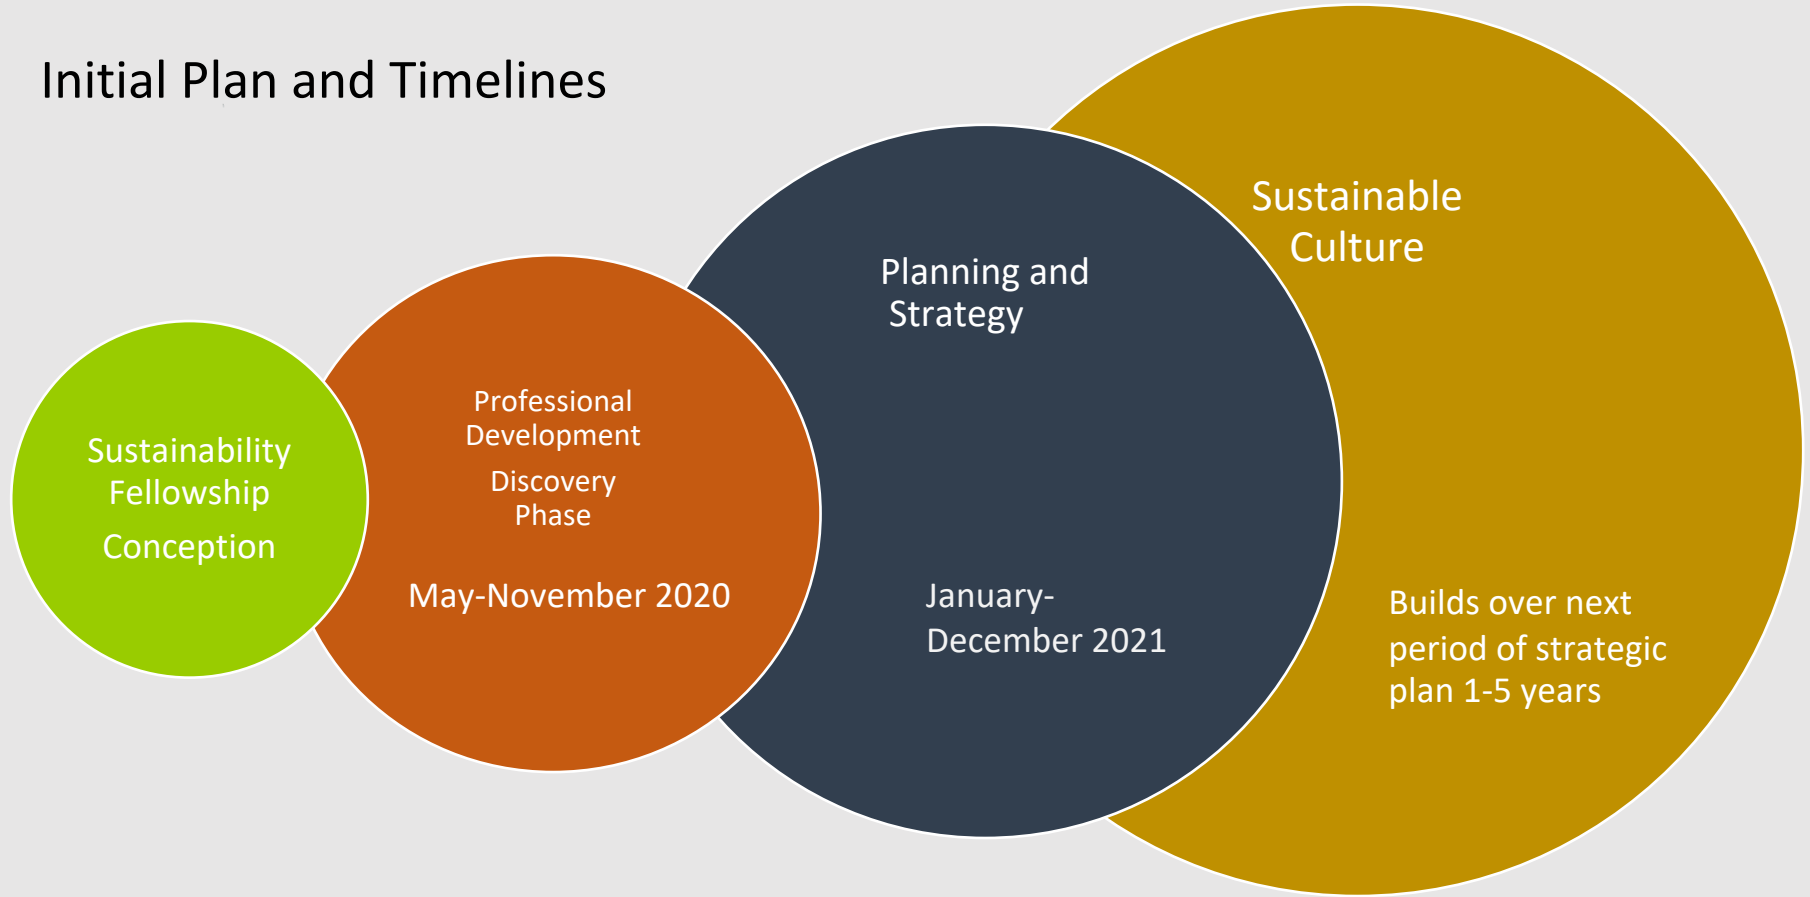 Initial Plan and Timelines
Sustainability
Fellowship
Conception
Professional
Development
Discovery
Phase
May-November 2020
Planning and
Strategy
January-
December 2021
Sustainable
Culture
Builds over next
period of strategic
plan 1-5 years